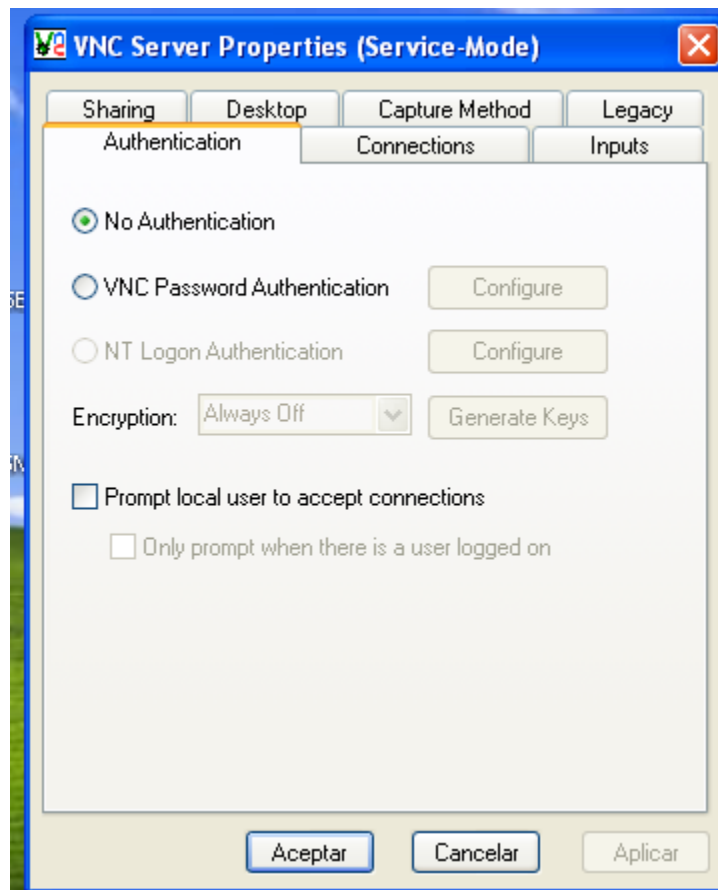 VNC Server Properties (Service-Mode)
Sharing Desktop Capture Method Legacy
Authentication Connections Inputs
No Authentication
VNC Password Authentication Configure
NT Logon Authentication Configure
Encryption: Always Off Generate Keys
Prompt local user to accept connections
Only prompt when there is a user logged on
Aceptar Cancelar Aplicar